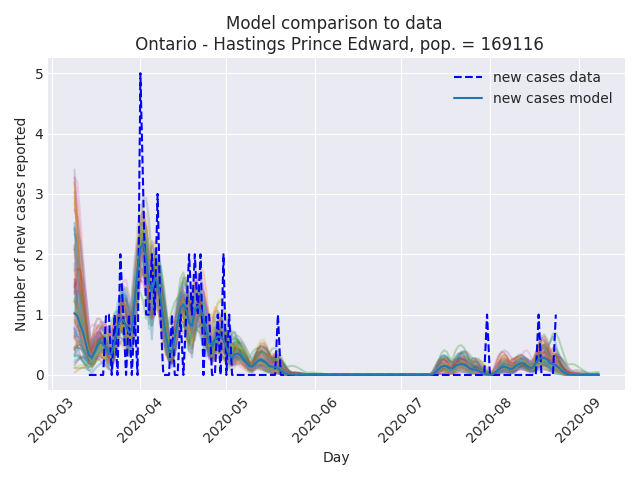 Model comparison to data
Ontario - Hastings Prince Edward, pop. = 169116
new cases data
new cases model
Number of new cases reported
5
4
3
2
1
0
2020-03
2020-04
2020-05
2020-06
2020-07
2020-08
2020-09
Day